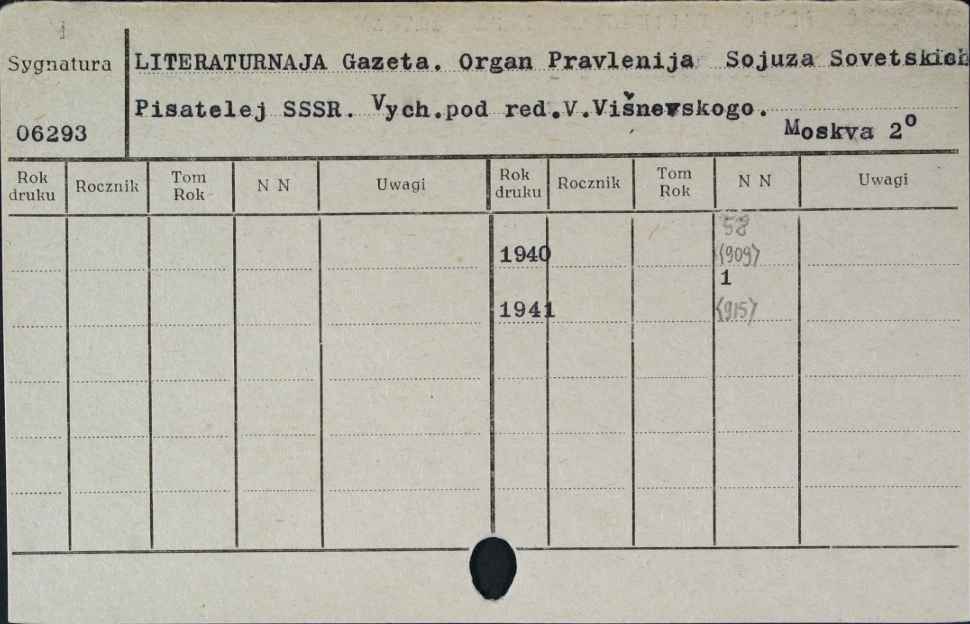 Sygnatura
06293
LITERATURNAJA Gazeta. Organ Pravlenija Sojuza Sovetskich
Pisatelej SSSR. Vych.pod red.V.Višnevskogo.
Moskva 2°
Rok druku Rocznik Tom Rok N N Uwagi Rok druku Rocznik Tom Rok N N Uwagi
58
1940 (909)
1
1941 (915)